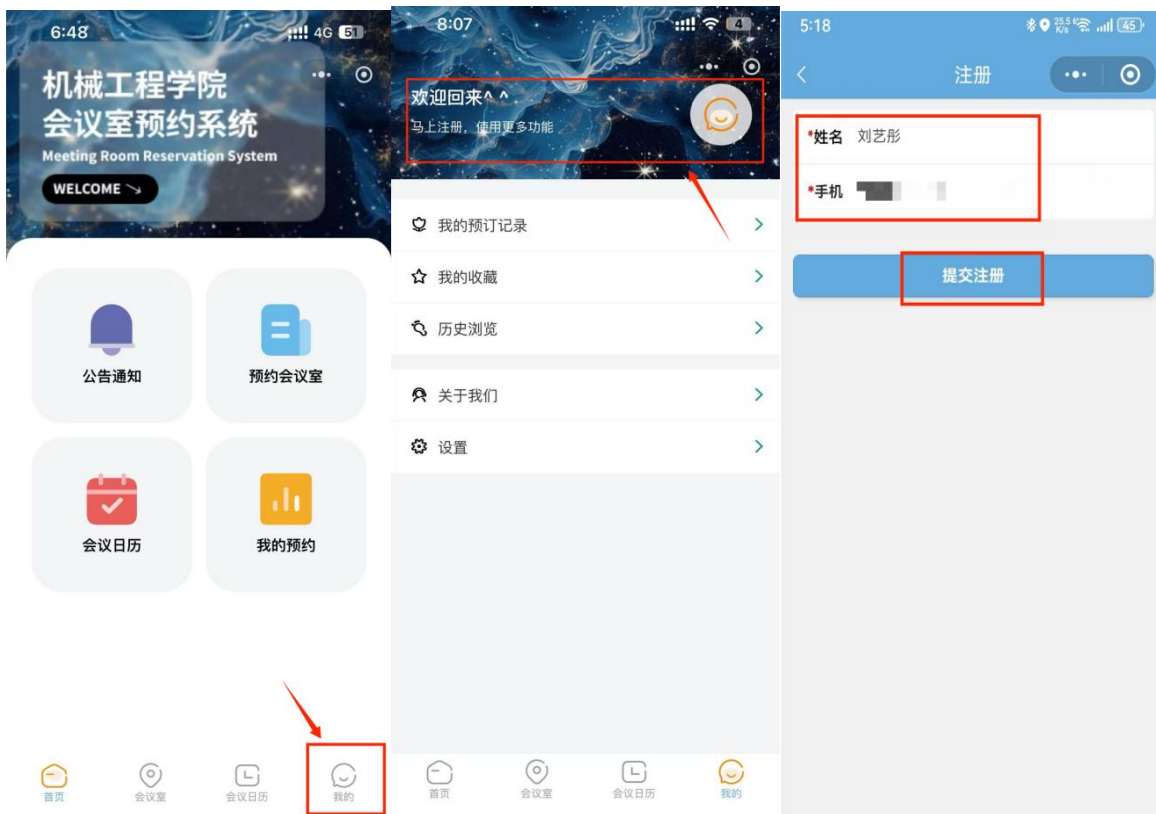 6:48
4G 51
机械工程学院
会议室预约系统
Meeting Room Reservation System
WELCOME
公告通知
预约会议室
会议日历
我的预约
首页
会议室
会议日历
我的
8:07
4
欢迎回来^ ^
马上注册，使用更多功能
我的预订记录
我的收藏
历史浏览
关于我们
设置
首页
会议室
会议日历
我的
5:18
25.5 K/s
45
注册
*姓名 刘艺彤
*手机
提交注册